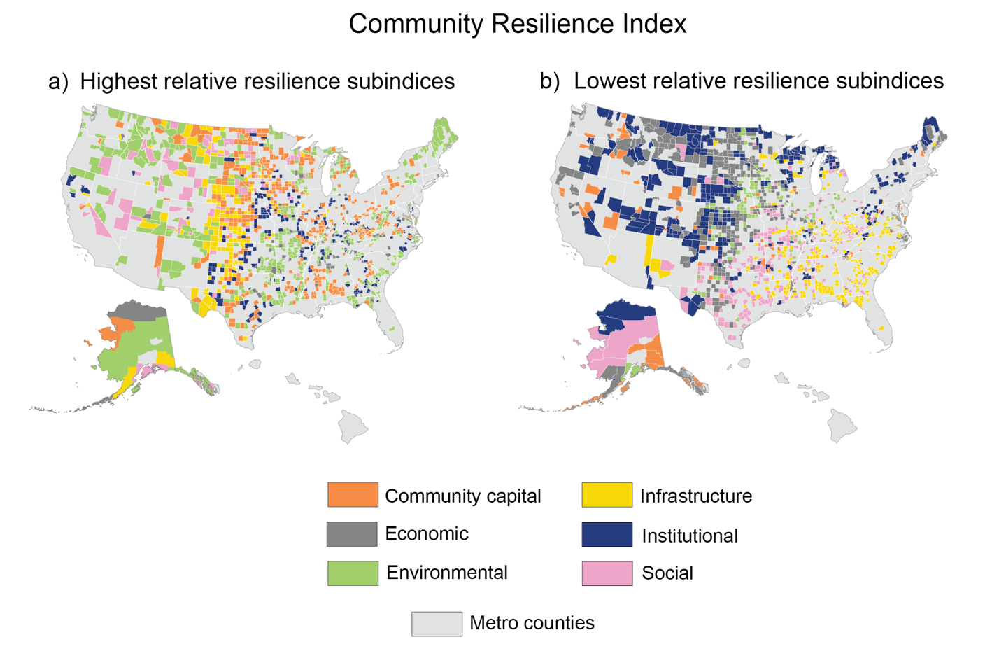 Community Resilience Index
a) Highest relative resilience subindices
b) Lowest relative resilience subindices
Community capital
Infrastructure
Economic
Institutional
Environmental
Social
Metro counties